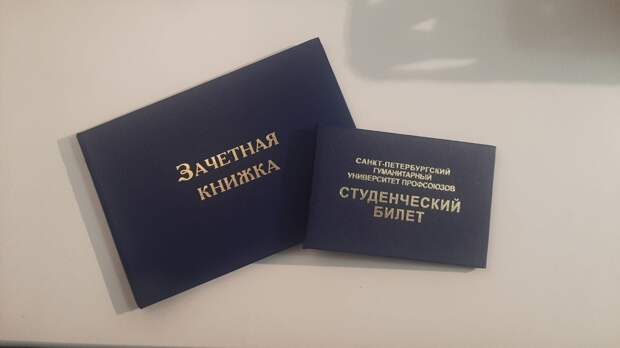 Зачетная
книжка
САНКТ-ПЕТЕРБУРГСКИЙ
ГУМАНИТАРНЫЙ
УНИВЕРСИТЕТ ПРОФСОЮЗОВ
СТУДЕНЧЕСКИЙ
БИЛЕТ